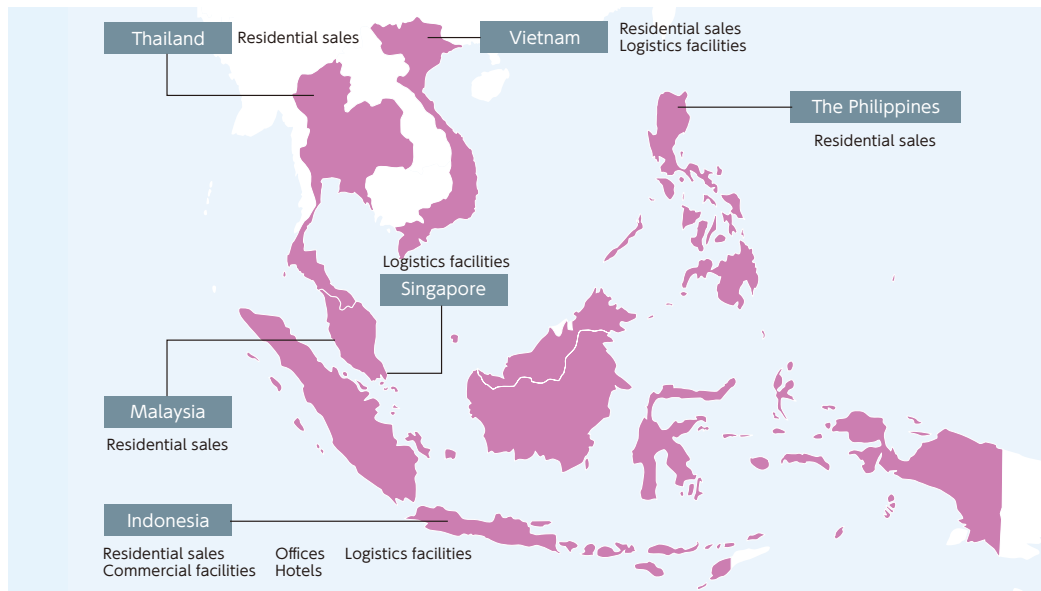 Thailand
Residential sales
Vietnam
Residential sales
Logistics facilities
The Philippines
Residential sales
Logistics facilities
Singapore
Malaysia
Residential sales
Indonesia
Residential sales Offices Logistics facilities
Commercial facilities Hotels